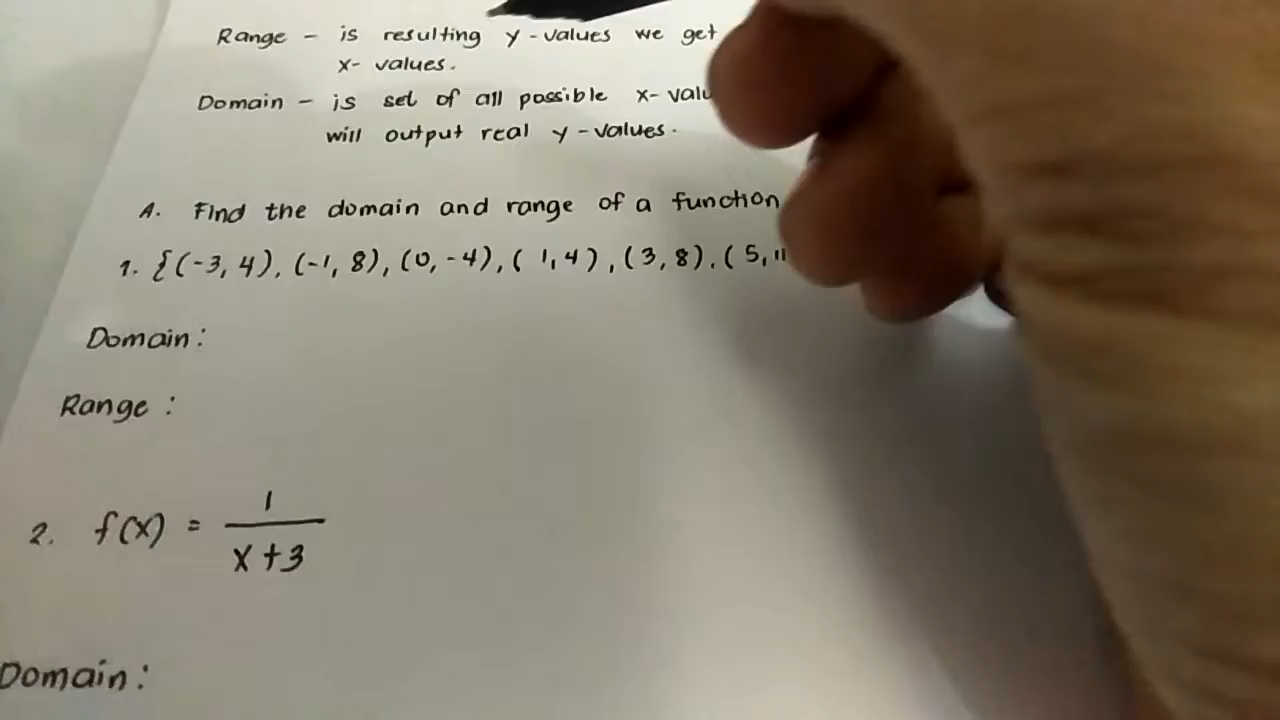 Range - is resulting y-values we get
x- values.
Domain - is set of all possible x-valu
will output real y-values.
A. Find the domain and range of a function
1. {(-3, 4), (-1, 8), (0, -4), ( 1, 4 ), (3, 8), ( 5, 11
Domain:
Range :
2. f(x) = 1
x+3
Domain: